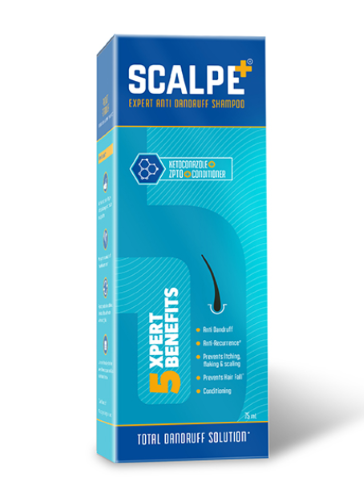 SCALPE+®
EXPERT ANTI DANDRUFF SHAMPOO
KETOCONAZOLE +
ZPTO + CONDITIONER
5 XPERT
BENEFITS
Anti Dandruff
Anti-Recurrence*
Prevents Itching,
flaking & scaling
Prevents Hair fall*
Conditioning
75 ml
TOTAL DANDRUFF SOLUTION*